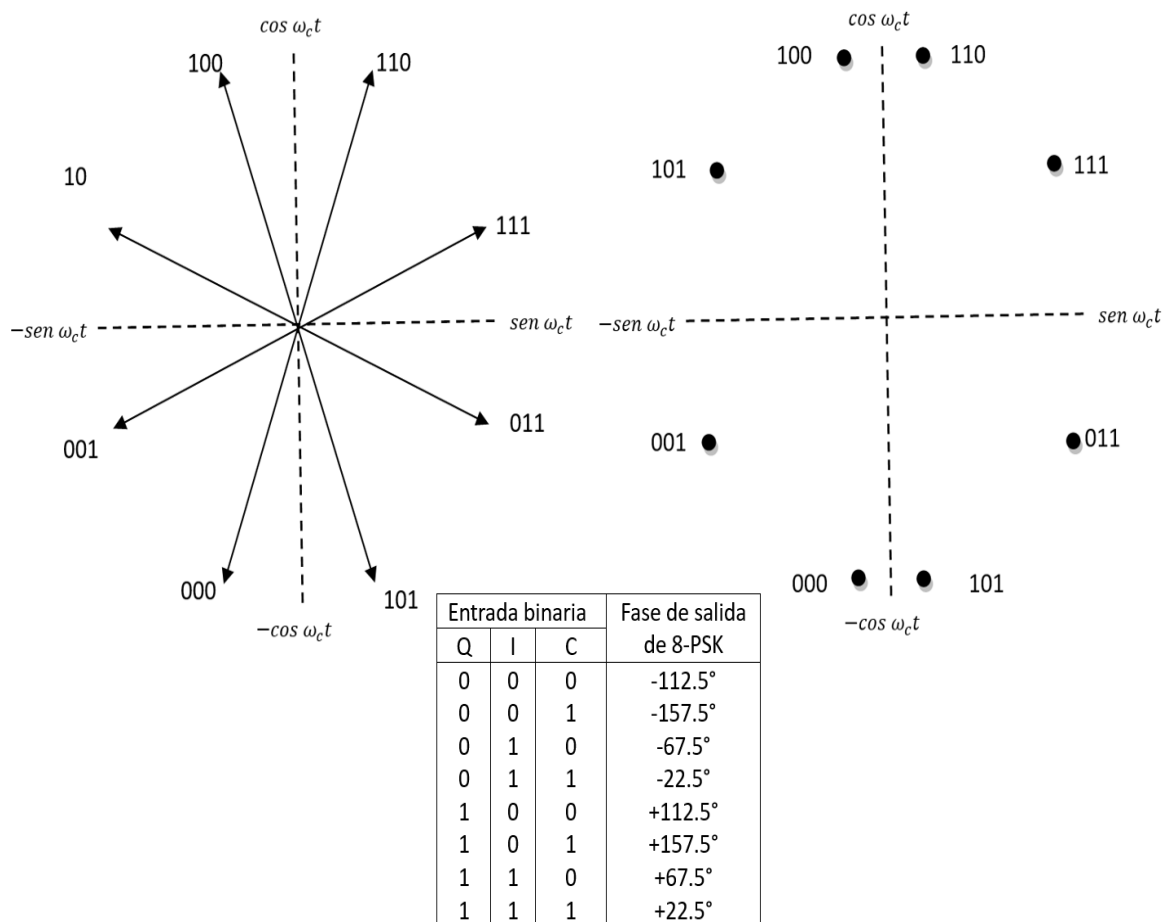 cos ω_c t
100
110
10
111
−sen ω_c t
sen ω_c t
001
011
000
101
−cos ω_c t
cos ω_c t
100
110
101
111
−sen ω_c t
sen ω_c t
001
011
000
101
−cos ω_c t
Entrada binaria
Fase de salida
de 8-PSK
Q I C
0 0 0 -112.5°
0 0 1 -157.5°
0 1 0 -67.5°
0 1 1 -22.5°
1 0 0 +112.5°
1 0 1 +157.5°
1 1 0 +67.5°
1 1 1 +22.5°